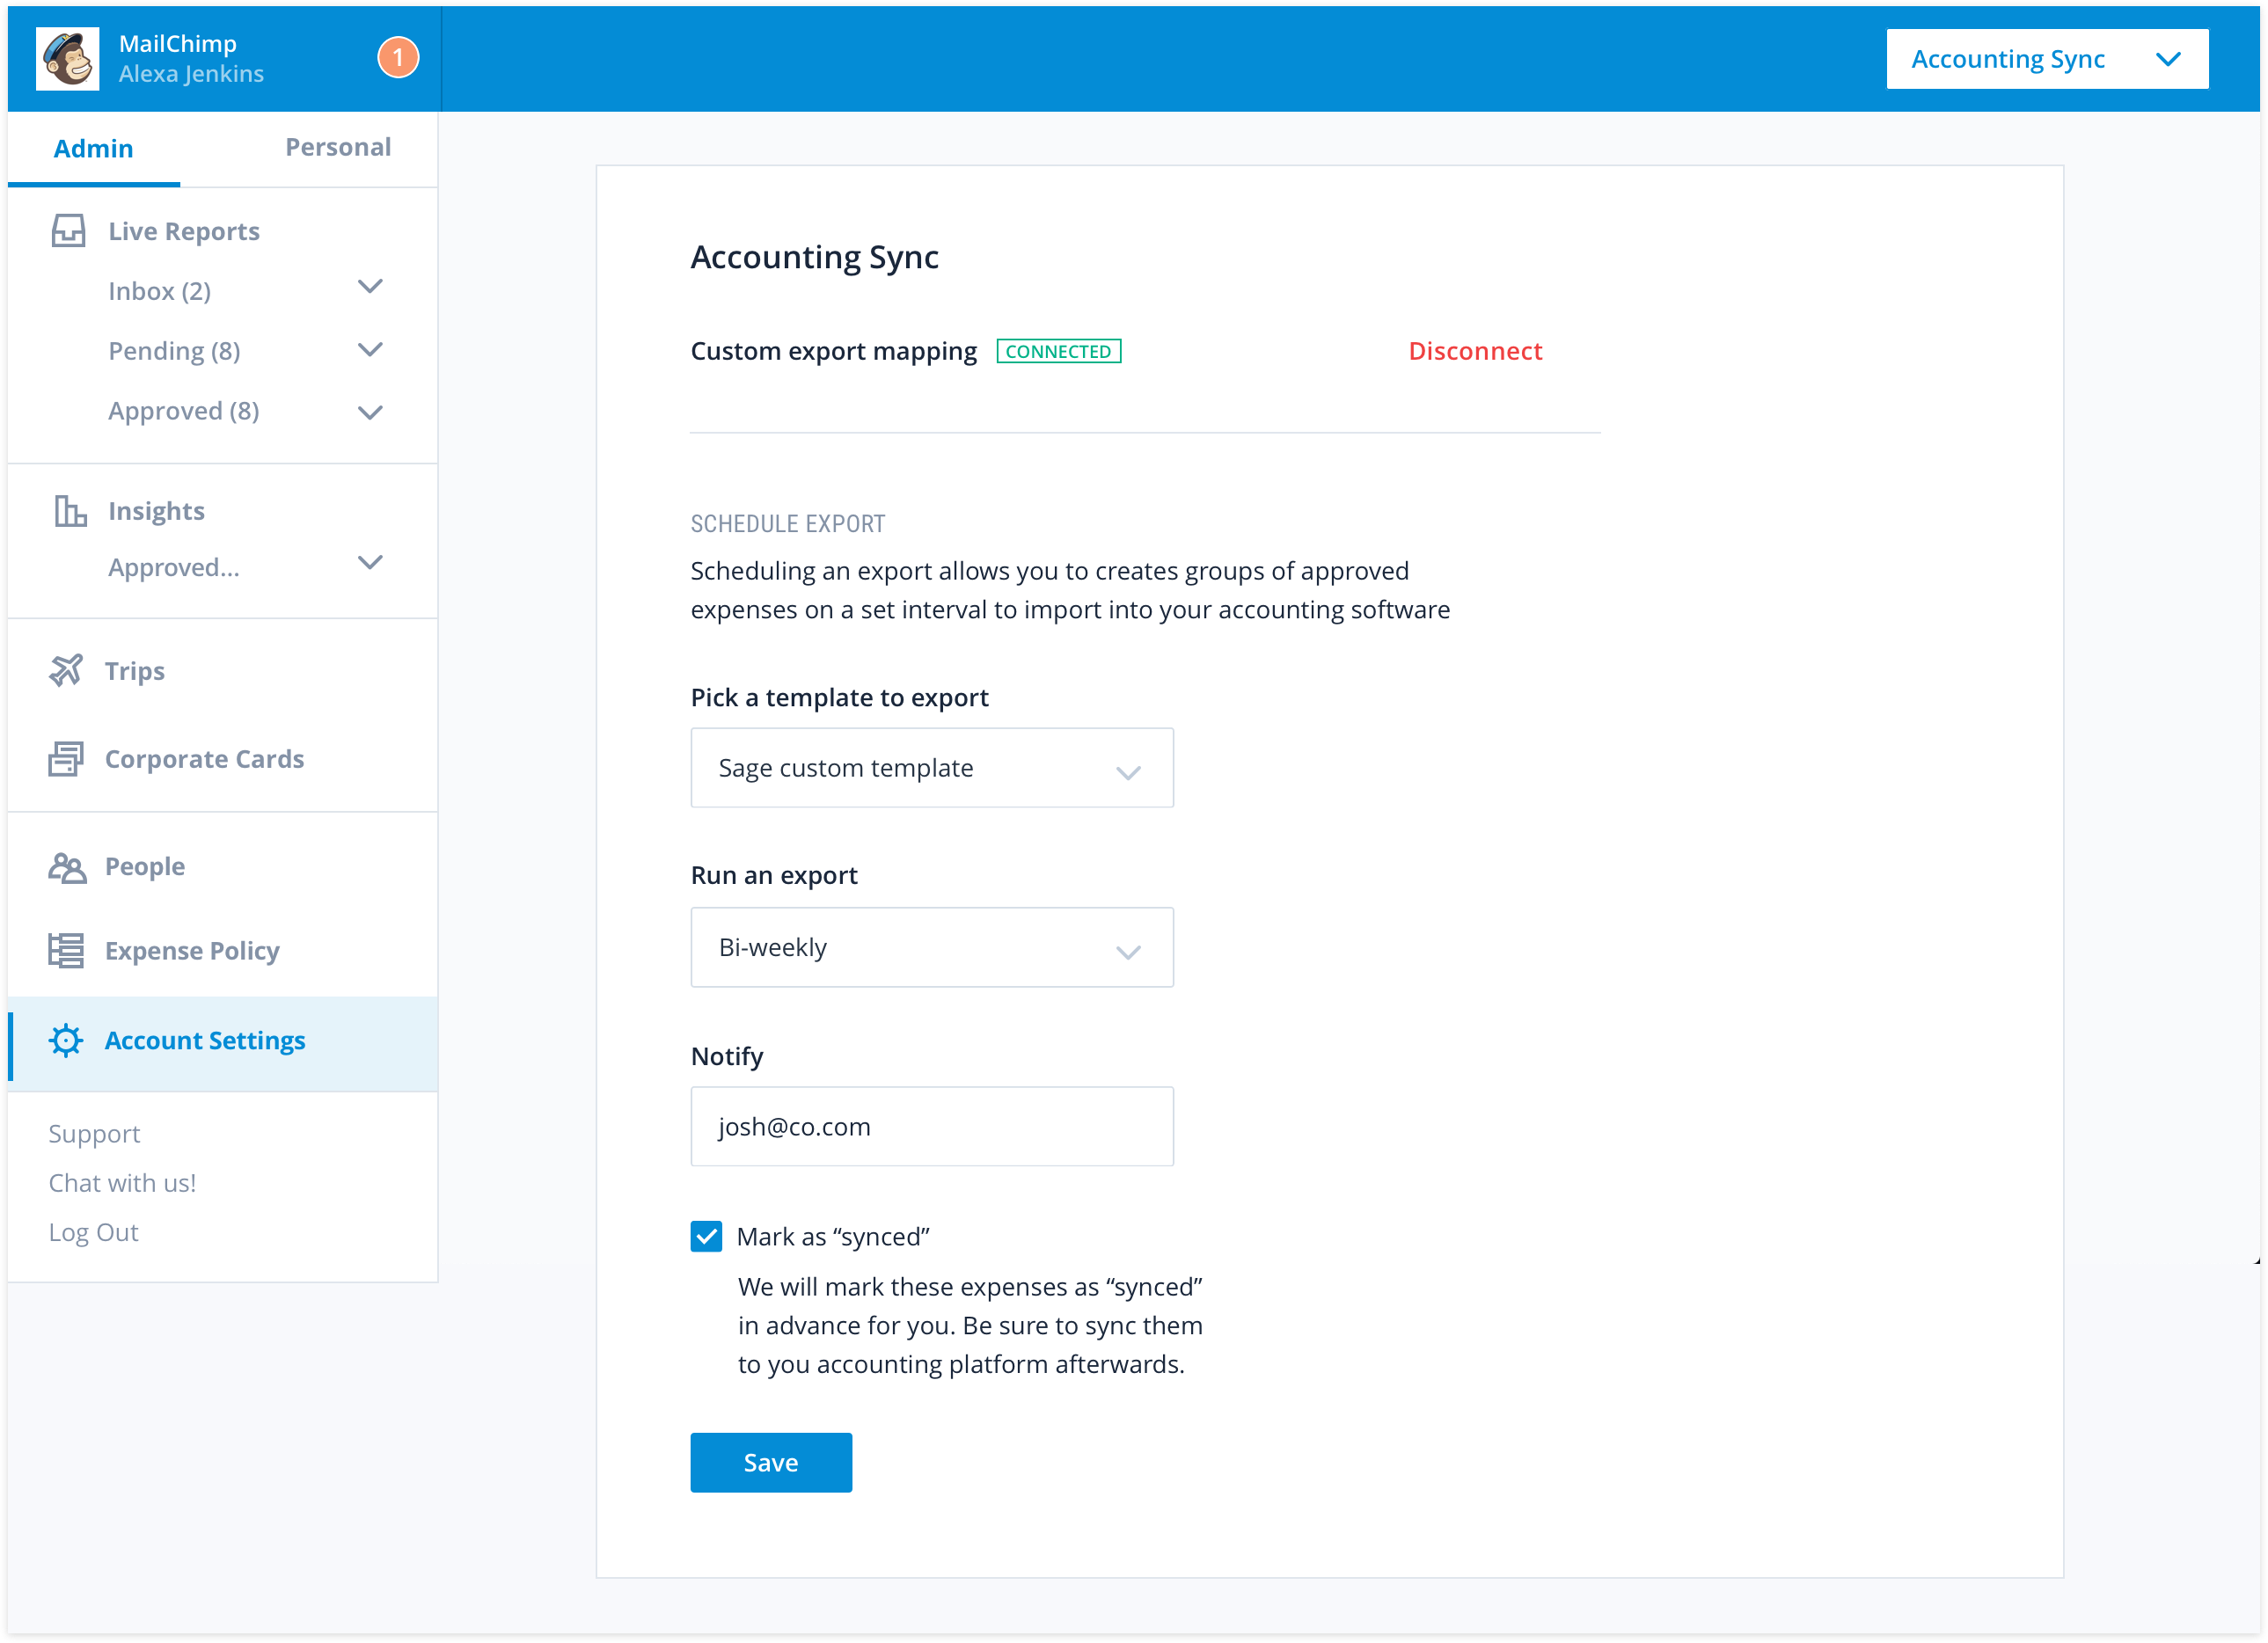 MailChimp
Alexa Jenkins
1
Accounting Sync
Admin
Personal
Live Reports
Inbox (2)
Pending (8)
Approved (8)
Insights
Approved...
Trips
Corporate Cards
People
Expense Policy
Account Settings
Support
Chat with us!
Log Out
Accounting Sync
Custom export mapping
CONNECTED
Disconnect
SCHEDULE EXPORT
Scheduling an export allows you to creates groups of approved
expenses on a set interval to import into your accounting software
Pick a template to export
Sage custom template
Run an export
Bi-weekly
Notify
josh@co.com
Mark as “synced”
We will mark these expenses as “synced”
in advance for you. Be sure to sync them
to you accounting platform afterwards.
Save